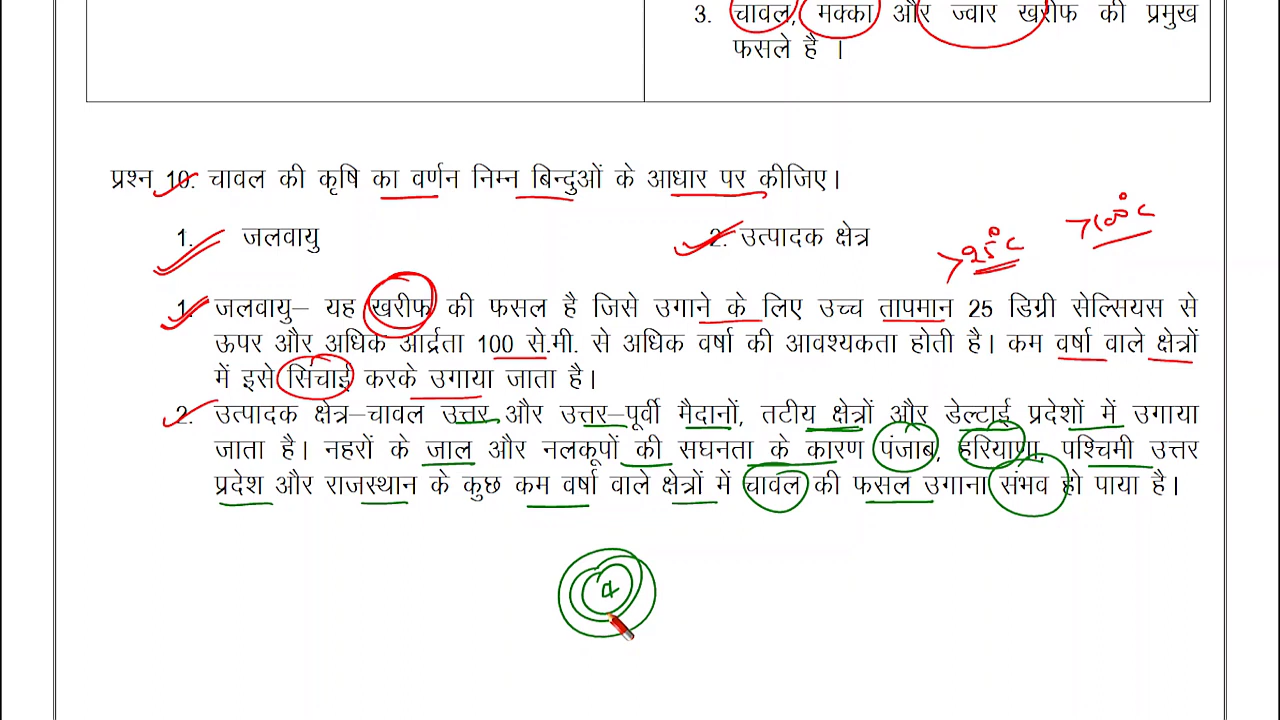 3. चावल, मक्का और ज्वार खरीफ की प्रमुख
फसले है ।
प्रश्न 10. चावल की कृषि का वर्णन निम्न बिन्दुओं के आधार पर कीजिए।
1. जलवायु 2. उत्पादक क्षेत्र
>25°C >100°C
1. जलवायु– यह खरीफ की फसल है जिसे उगाने के लिए उच्च तापमान 25 डिग्री सेल्सियस से
ऊपर और अधिक आर्द्रता 100 से.मी. से अधिक वर्षा की आवश्यकता होती है। कम वर्षा वाले क्षेत्रों
में इसे सिंचाई करके उगाया जाता है।
2. उत्पादक क्षेत्र–चावल उत्तर और उत्तर–पूर्वी मैदानों, तटीय क्षेत्रों और डेल्टाई प्रदेशों में उगाया
जाता है। नहरों के जाल और नलकूपों की सघनता के कारण पंजाब, हरियाणा, पश्चिमी उत्तर
प्रदेश और राजस्थान के कुछ कम वर्षा वाले क्षेत्रों में चावल की फसल उगाना संभव हो पाया है।
4